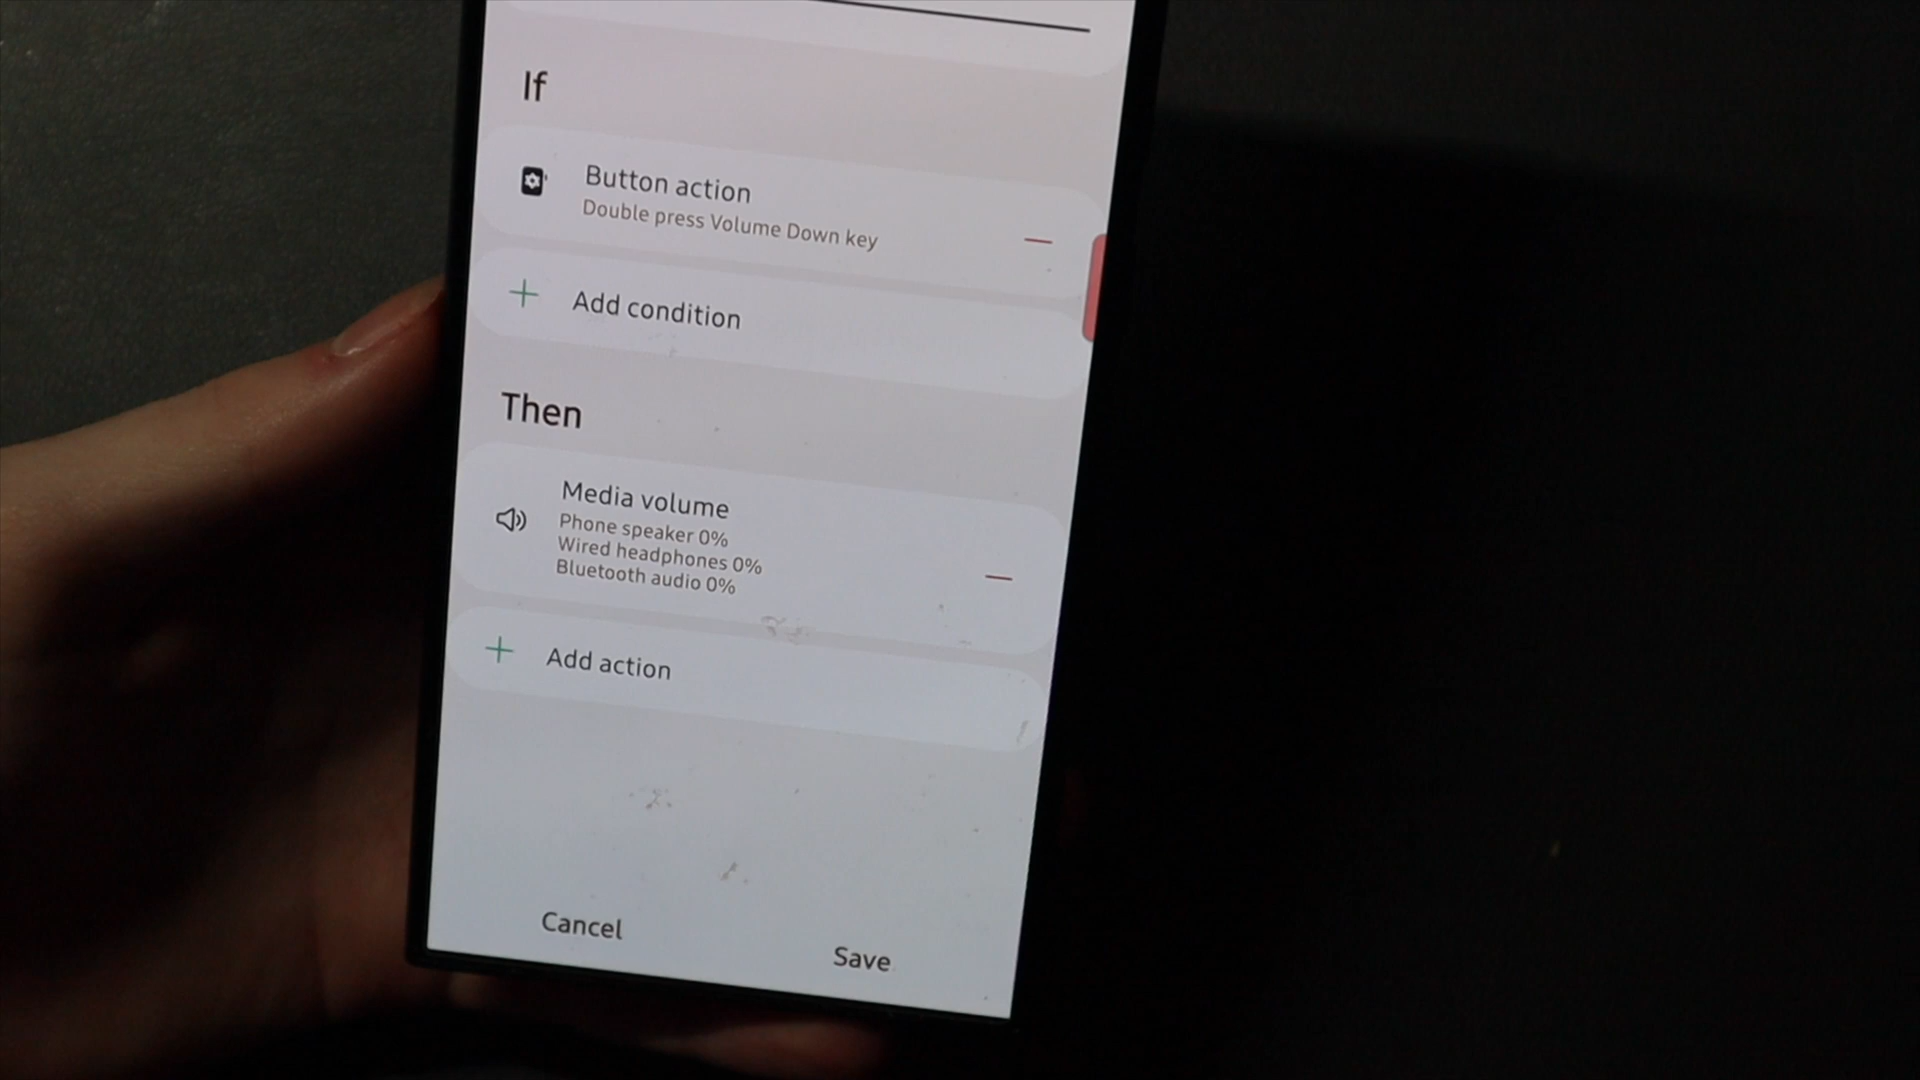 If
Button action
Double press Volume Down key
Add condition
Then
Media volume
Phone speaker 0%
Wired headphones 0%
Bluetooth audio 0%
Add action
Cancel
Save